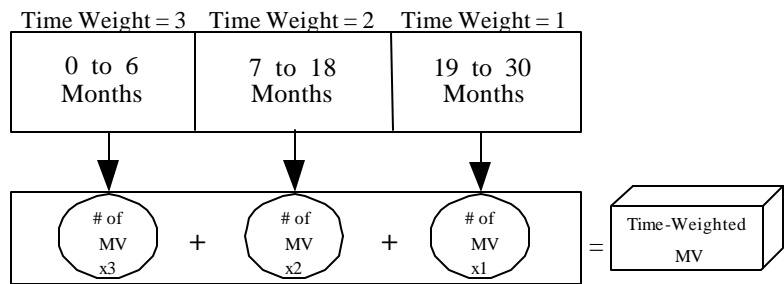 Time Weight = 3 Time Weight = 2 Time Weight = 1
0 to 6
Months
7 to 18
Months
19 to 30
Months
# of
MV
x3
+
# of
MV
x2
+
# of
MV
x1
=
Time-Weighted
MV